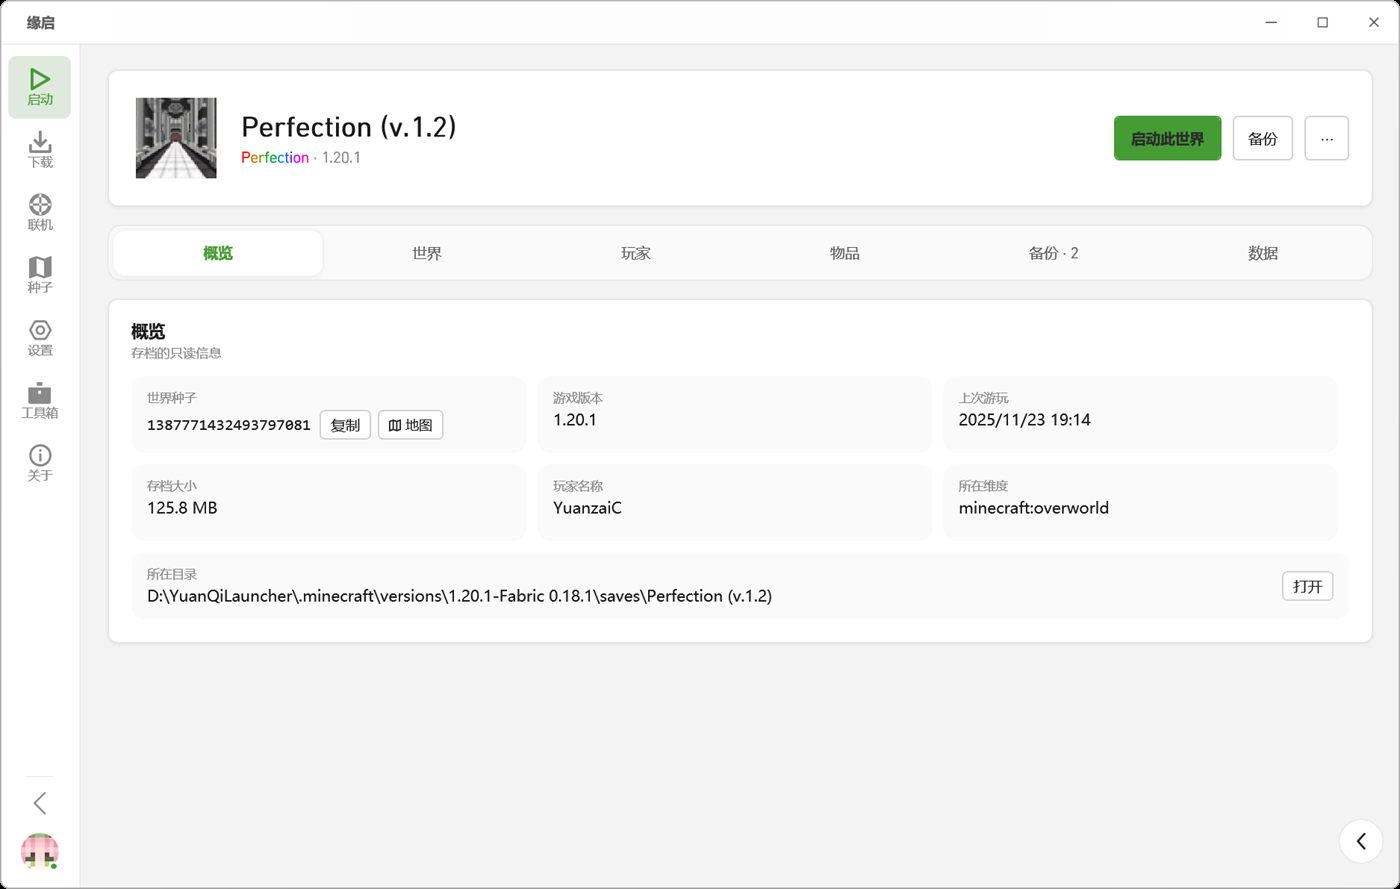 缘启
启动
下载
联机
种子
设置
工具箱
关于
Perfection (v.1.2)
Perfection · 1.20.1
启动此世界
备份
...
概览
世界
玩家
物品
备份 · 2
数据
概览
存档的只读信息
世界种子
1387771432493797081
复制
地图
游戏版本
1.20.1
上次游玩
2025/11/23 19:14
存档大小
125.8 MB
玩家名称
YuanzaiC
所在维度
minecraft:overworld
所在目录
D:\YuanQiLauncher\.minecraft\versions\1.20.1-Fabric 0.18.1\saves\Perfection (v.1.2)
打开